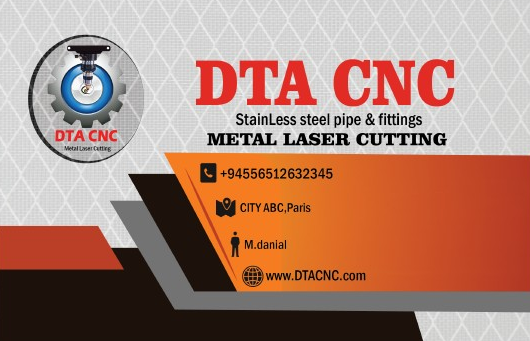 DTA CNC
StainLess steel pipe & fittings
METAL LASER CUTTING
DTA CNC
Metal Laser Cutting
+94556512632345
CITY ABC,Paris
M.danial
www.DTACNC.com